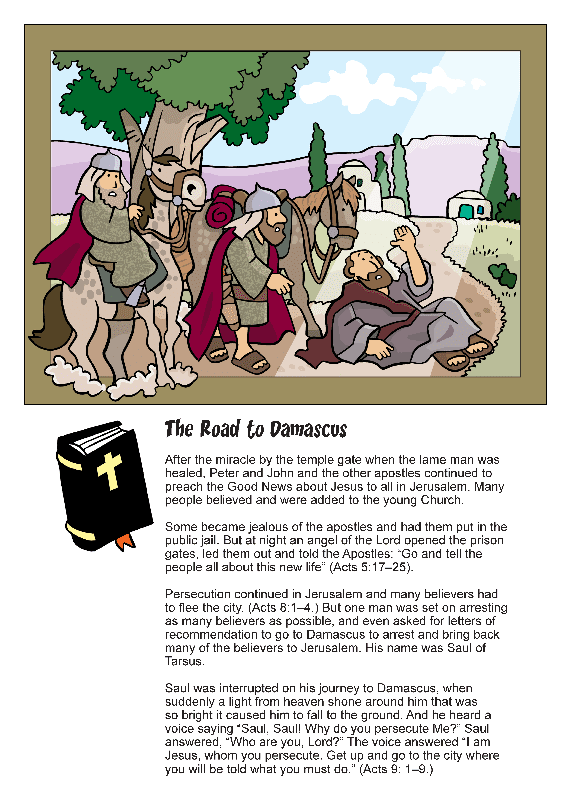 The Road to Damascus
After the miracle by the temple gate when the lame man was
healed, Peter and John and the other apostles continued to
preach the Good News about Jesus to all in Jerusalem. Many
people believed and were added to the young Church.
Some became jealous of the apostles and had them put in the
public jail. But at night an angel of the Lord opened the prison
gates, led them out and told the Apostles: “Go and tell the
people all about this new life” (Acts 5:17–25).
Persecution continued in Jerusalem and many believers had
to flee the city. (Acts 8:1–4.) But one man was set on arresting
as many believers as possible, and even asked for letters of
recommendation to go to Damascus to arrest and bring back
many of the believers to Jerusalem. His name was Saul of
Tarsus.
Saul was interrupted on his journey to Damascus, when
suddenly a light from heaven shone around him that was
so bright it caused him to fall to the ground. And he heard a
voice saying “Saul, Saul! Why do you persecute Me?” Saul
answered, “Who are you, Lord?” The voice answered “I am
Jesus, whom you persecute. Get up and go to the city where
you will be told what you must do.” (Acts 9: 1–9.)